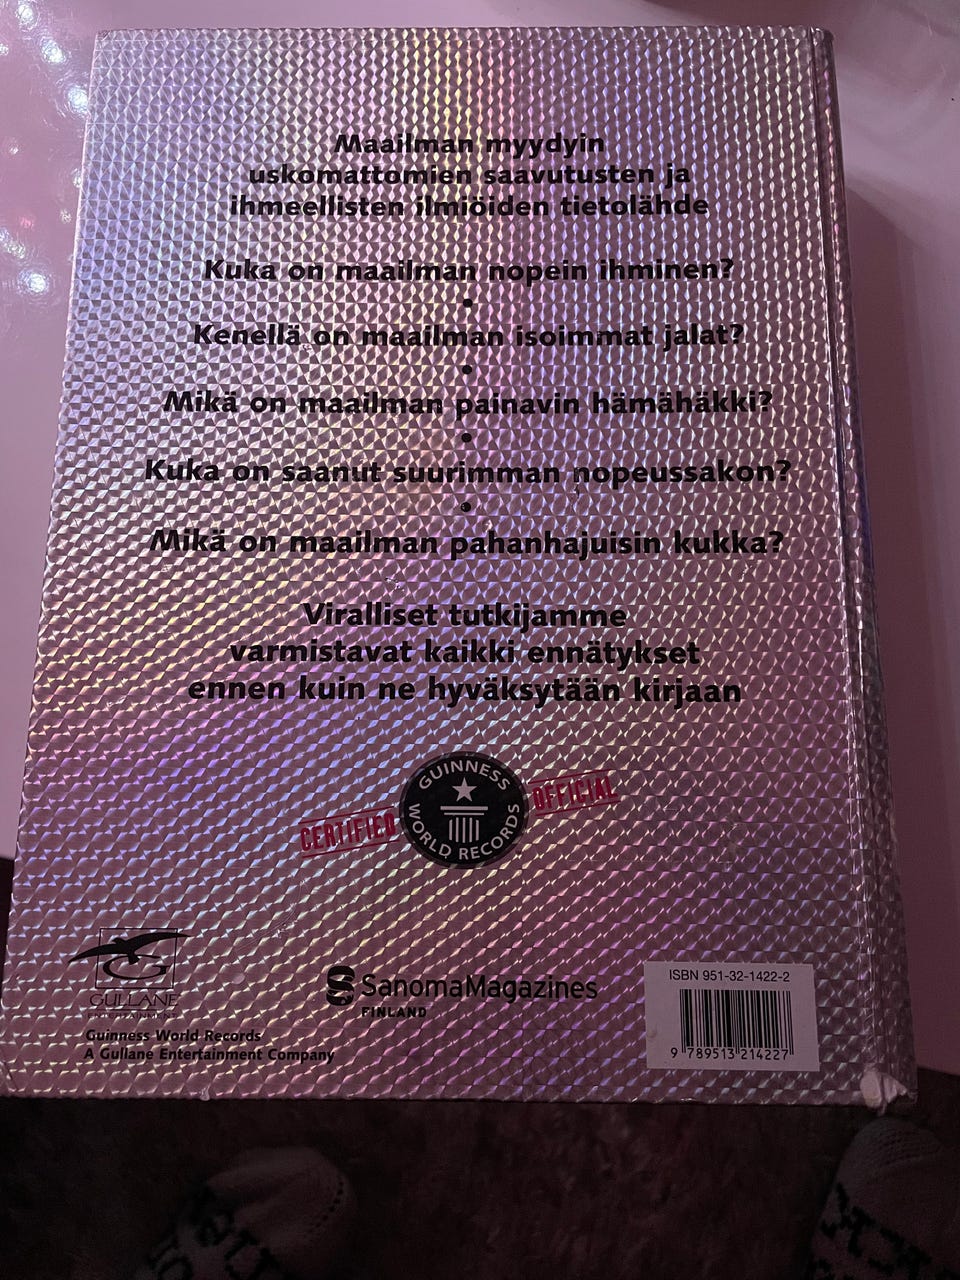 Maailman myydyin
uskomattomien saavutusten ja
ihmeellisten ilmiöiden tietolähde
Kuka on maailman nopein ihminen?
•
Kenellä on maailman isoimmat jalat?
•
Mikä on maailman painavin hämähäkki?
•
Kuka on saanut suurimman nopeussakon?
•
Mikä on maailman pahanhajuisin kukka?
Viralliset tutkijamme
varmistavat kaikki ennätykset
ennen kuin ne hyväksytään kirjaan
CERTIFIED
GUINNESS
WORLD RECORDS
OFFICIAL
G
GULLANE
ENTERTAINMENT
Guinness World Records
A Gullane Entertainment Company
SanomaMagazines
FINLAND
ISBN 951-32-1422-2
9 789513 214227